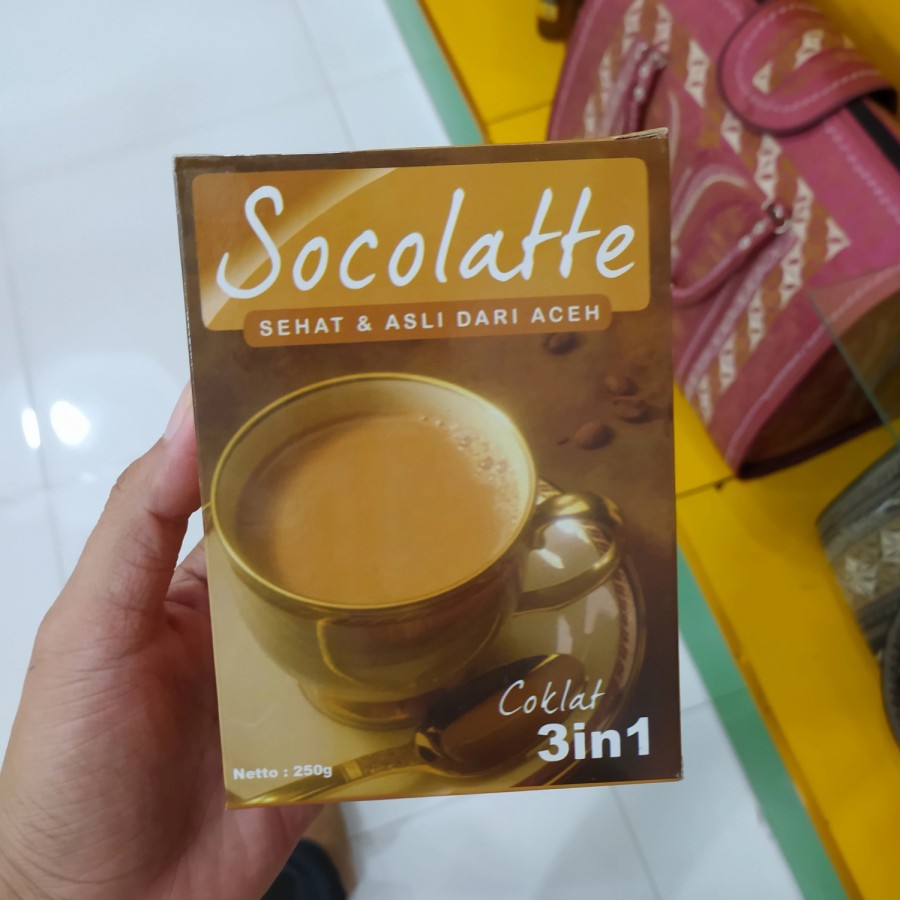 Socolatte
SEHAT & ASLI DARI ACEH
Coklat
3in1
Netto : 250g